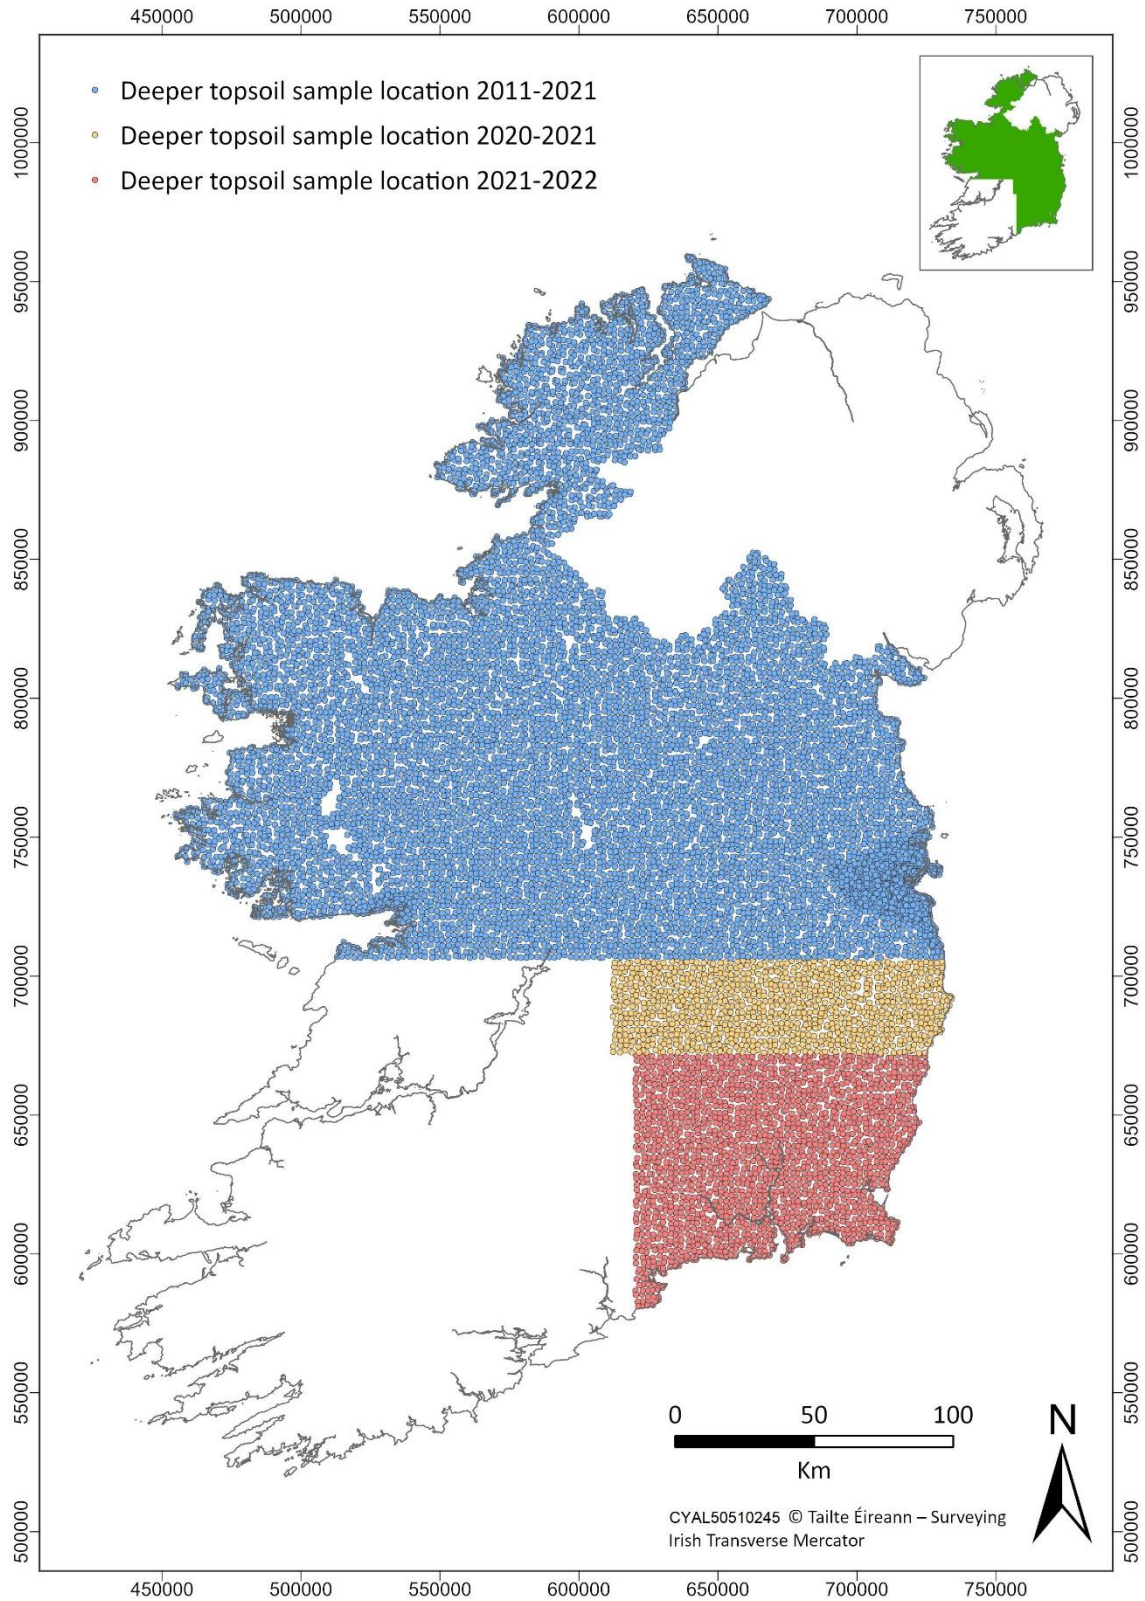 450000 500000 550000 600000 650000 700000 750000
Deeper topsoil sample location 2011-2021
Deeper topsoil sample location 2020-2021
Deeper topsoil sample location 2021-2022
1000000 1000000
950000 950000
900000 900000
850000 850000
800000 800000
750000 750000
700000 700000
650000 650000
600000 600000
550000 550000
500000 500000
0 50 100
Km
N
CYAL50510245 © Tailte Éireann – Surveying
Irish Transverse Mercator
450000 500000 550000 600000 650000 700000 750000